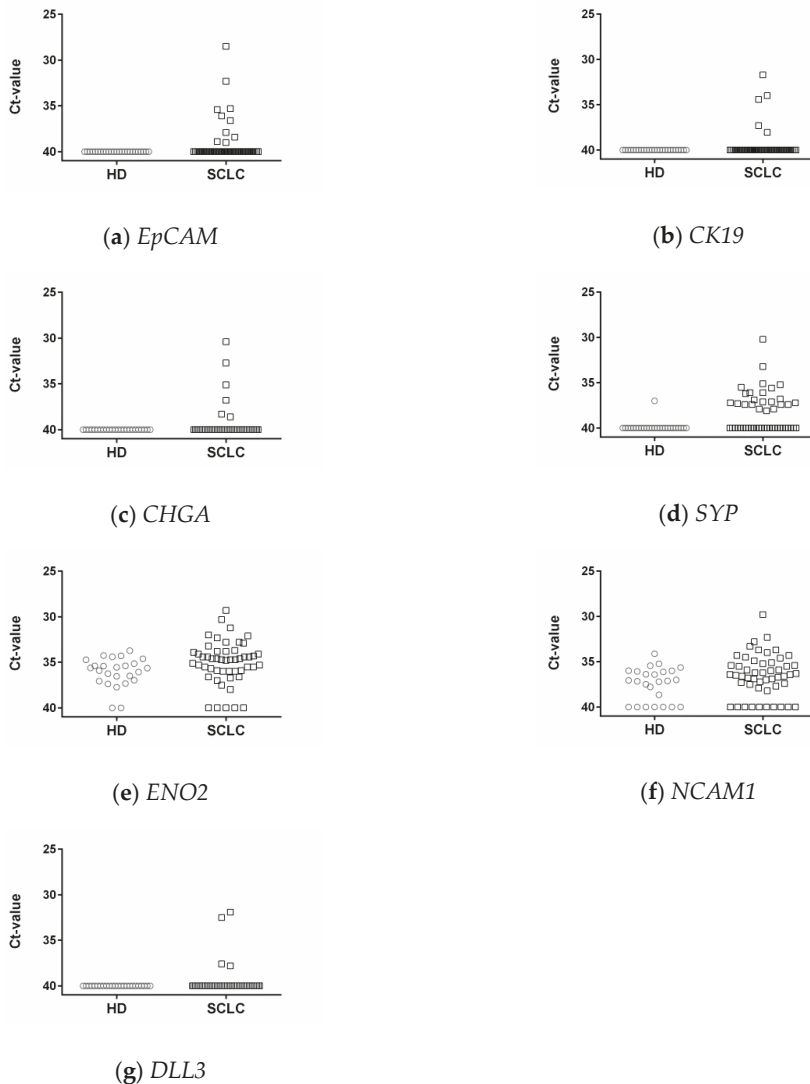 25
30
35
40
Ct-value
HD SCLC
(a) EpCAM
25
30
35
40
Ct-value
HD SCLC
(b) CK19
25
30
35
40
Ct-value
HD SCLC
(c) CHGA
25
30
35
40
Ct-value
HD SCLC
(d) SYP
25
30
35
40
Ct-value
HD SCLC
(e) ENO2
25
30
35
40
Ct-value
HD SCLC
(f) NCAM1
25
30
35
40
Ct-value
HD SCLC
(g) DLL3